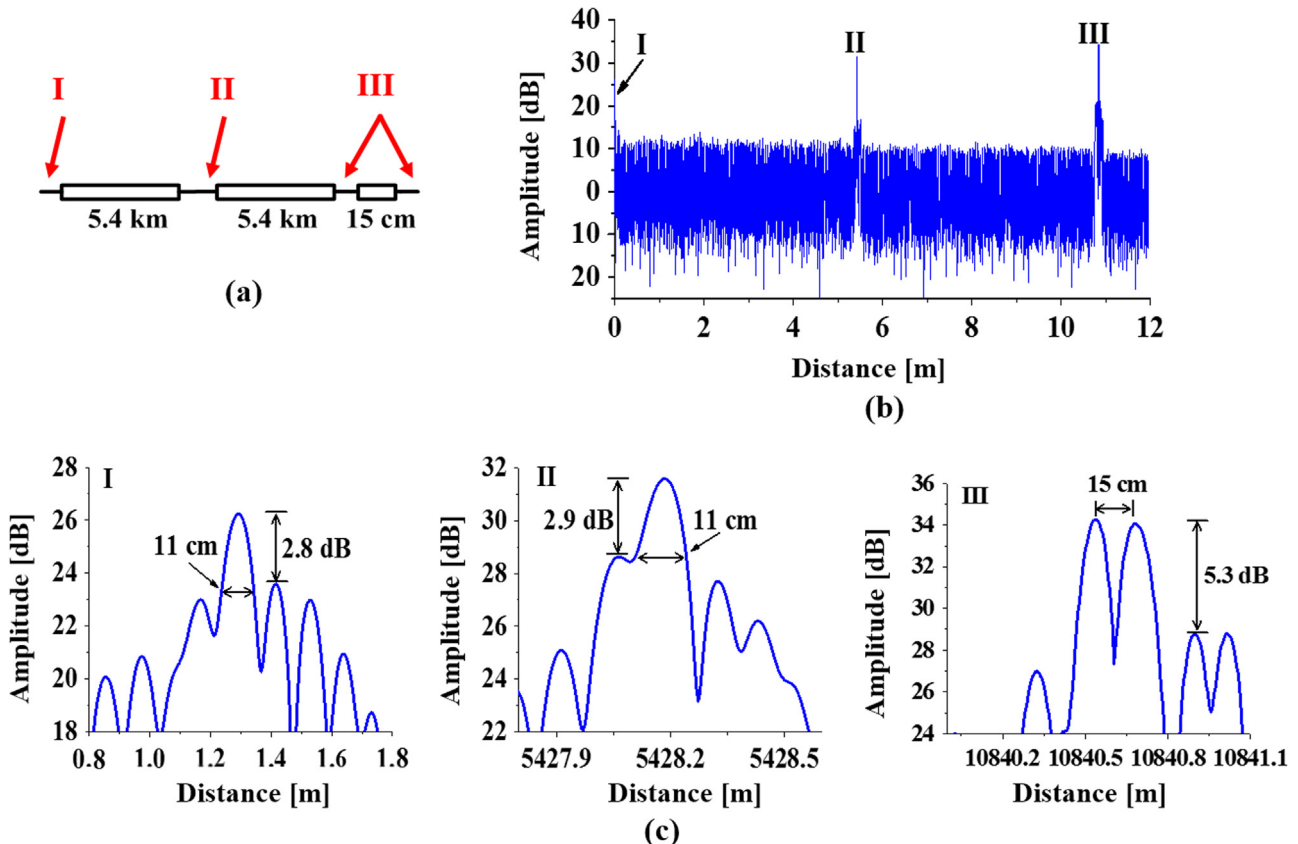 I II III
5.4 km 5.4 km 15 cm
(a)
Amplitude [dB]
40
30
20
10
0
10
20
I
II
III
0 2 4 6 8 10 12
Distance [m]
(b)
I
Amplitude [dB]
28
26
24
22
20
18
11 cm
2.8 dB
0.8 1.0 1.2 1.4 1.6 1.8
Distance [m]
II
Amplitude [dB]
32
30
28
26
24
22
2.9 dB
11 cm
5427.9 5428.2 5428.5
Distance [m]
III
Amplitude [dB]
36
34
31
29
26
24
15 cm
5.3 dB
10840.2 10840.5 10840.8 10841.1
Distance [m]
(c)